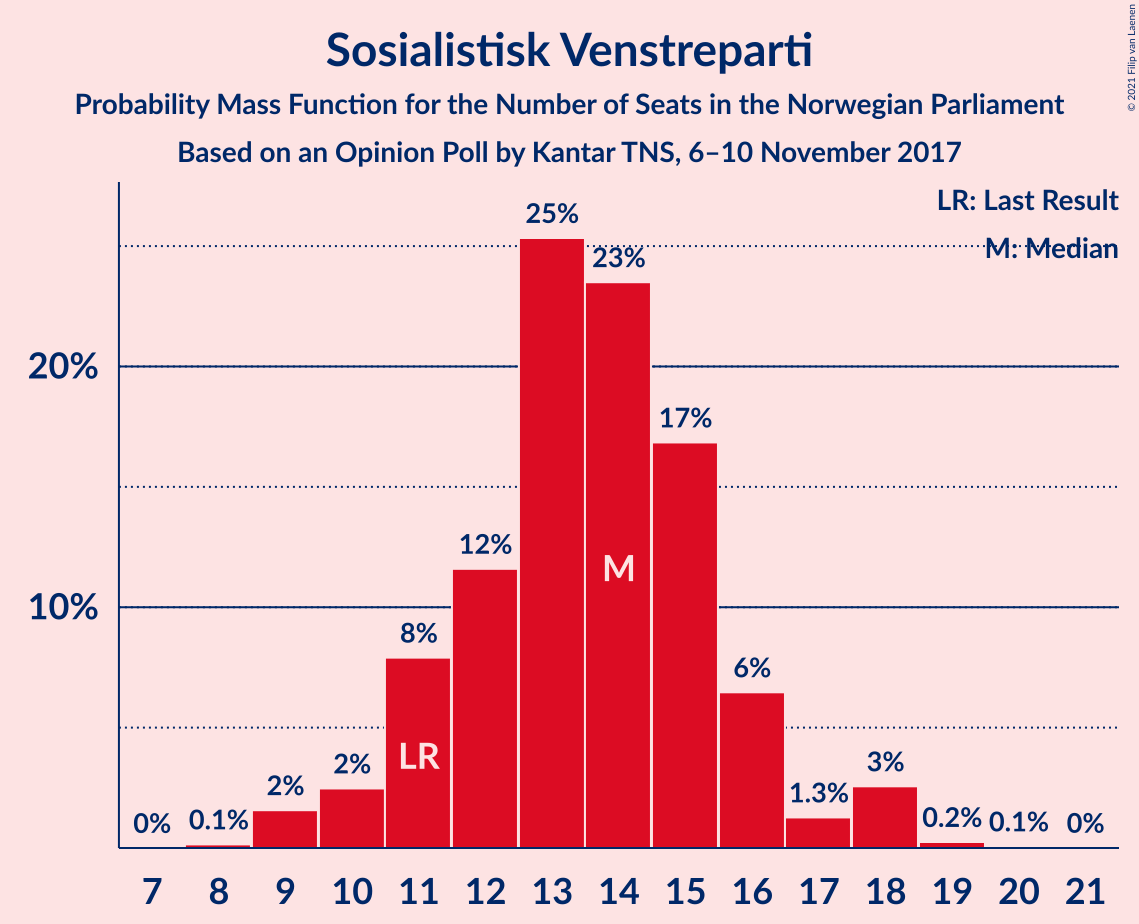 Sosialistisk Venstreparti
Probability Mass Function for the Number of Seats in the Norwegian Parliament
Based on an Opinion Poll by Kantar TNS, 6–10 November 2017
© 2021 Filip van Laenen
LR: Last Result
M: Median
20%
10%
0%
0.1%
2%
2%
8%
12%
25%
23%
17%
6%
1.3%
3%
0.2%
0.1%
0%
LR
M
7 8 9 10 11 12 13 14 15 16 17 18 19 20 21